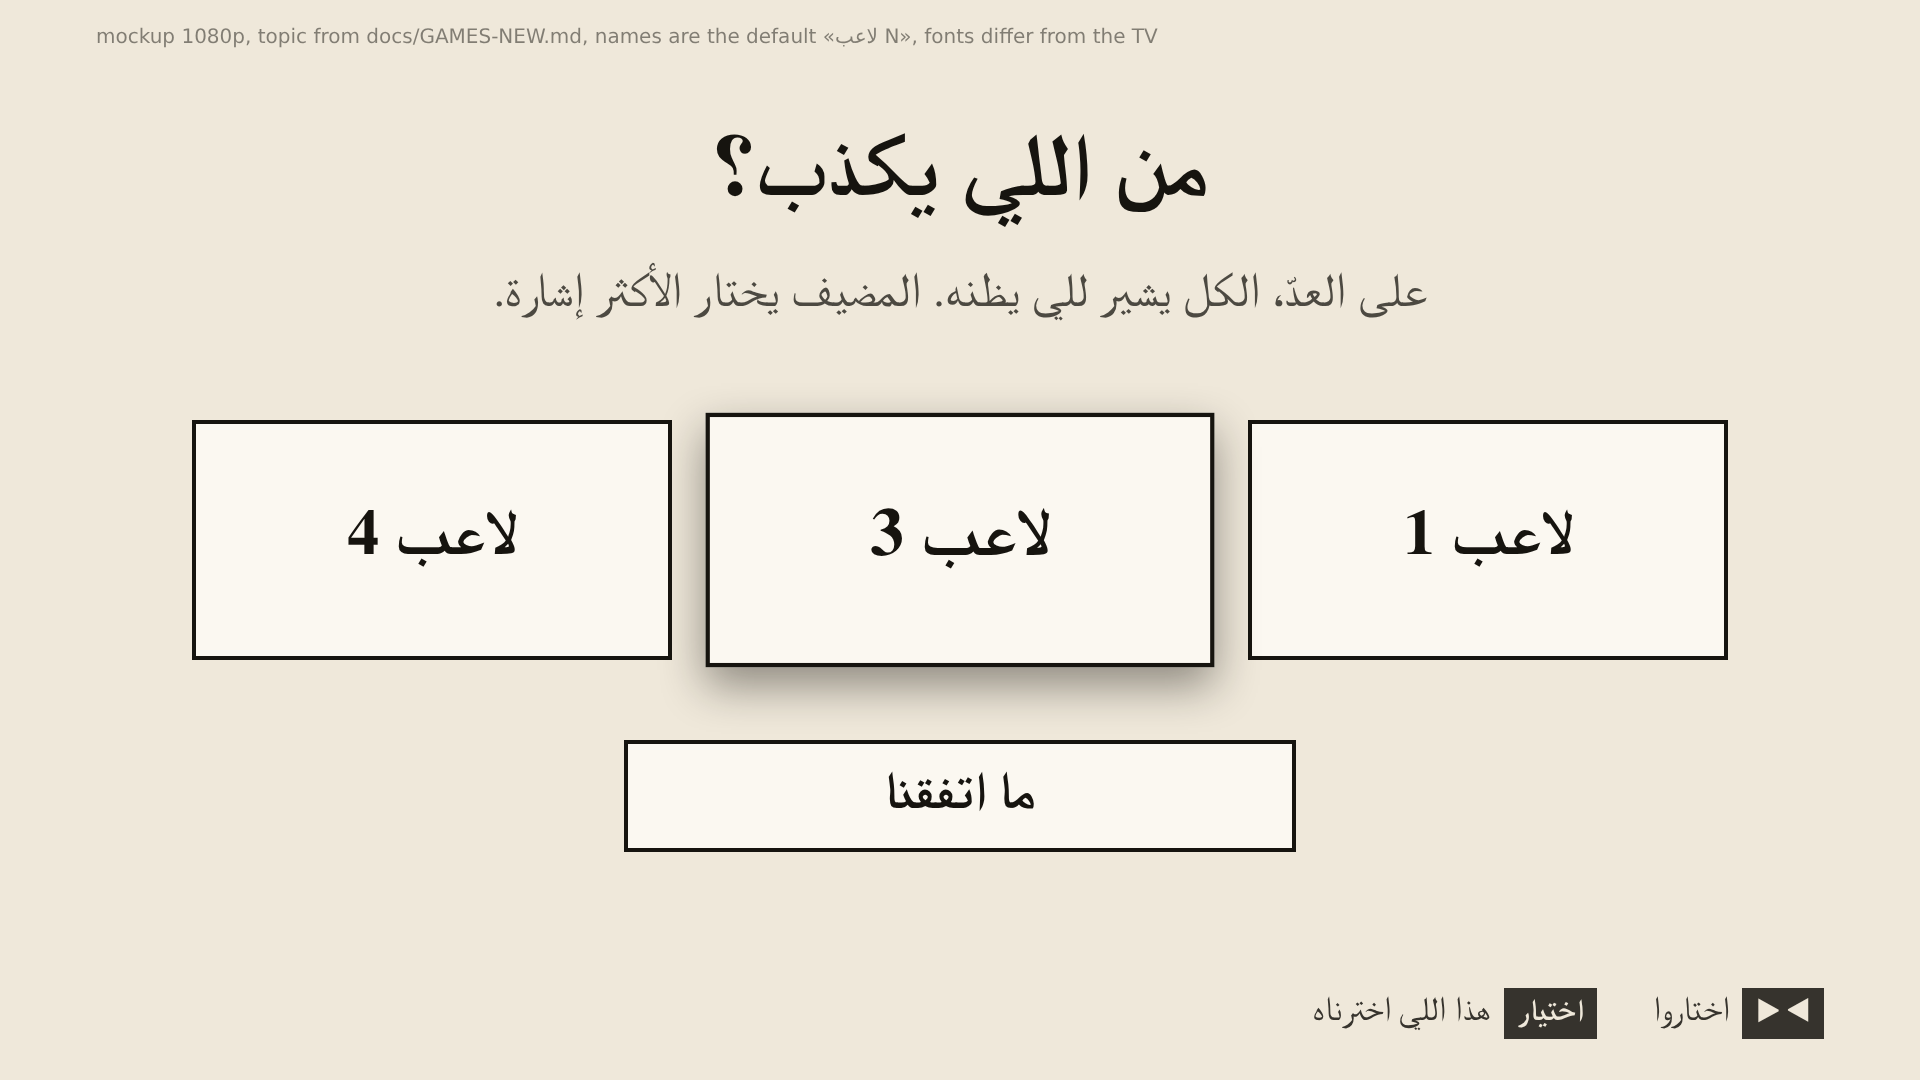 mockup 1080p, topic from docs/GAMES-NEW.md, names are the default «لاعب N», fonts differ from the TV
من اللي يكذب؟
على العدّ، الكل يشير للي يظنه. المضيف يختار الأكثر إشارة.
لاعب 1
لاعب 3
لاعب 4
ما اتفقنا
اختاروا
اختيار هذا اللي اخترناه